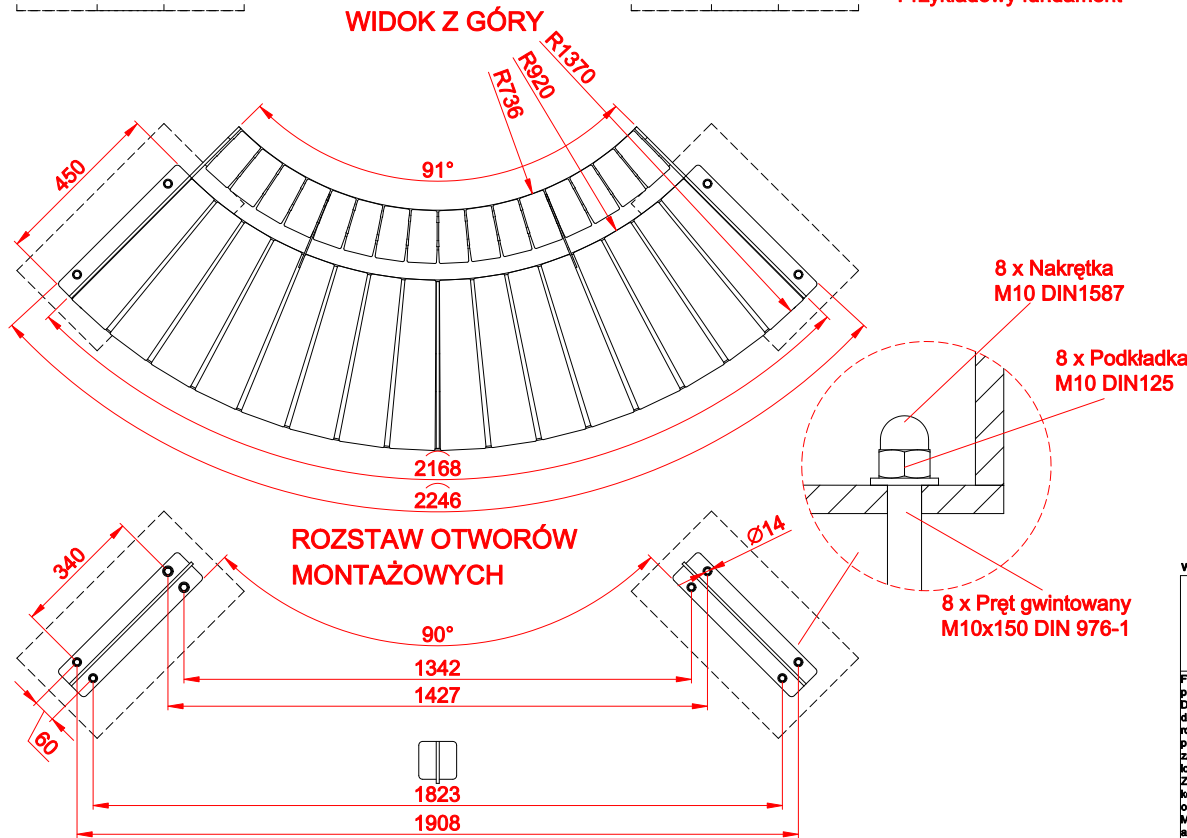 WIDOK Z GÓRY
R1370
R920
R736
450
91°
2168
2246
8 x Nakrętka
M10 DIN1587
8 x Podkładka
M10 DIN125
8 x Pręt gwintowany
M10x150 DIN 976-1
ROZSTAW OTWORÓW
MONTAŻOWYCH
340
Ø14
90°
1342
1427
60
1823
1908